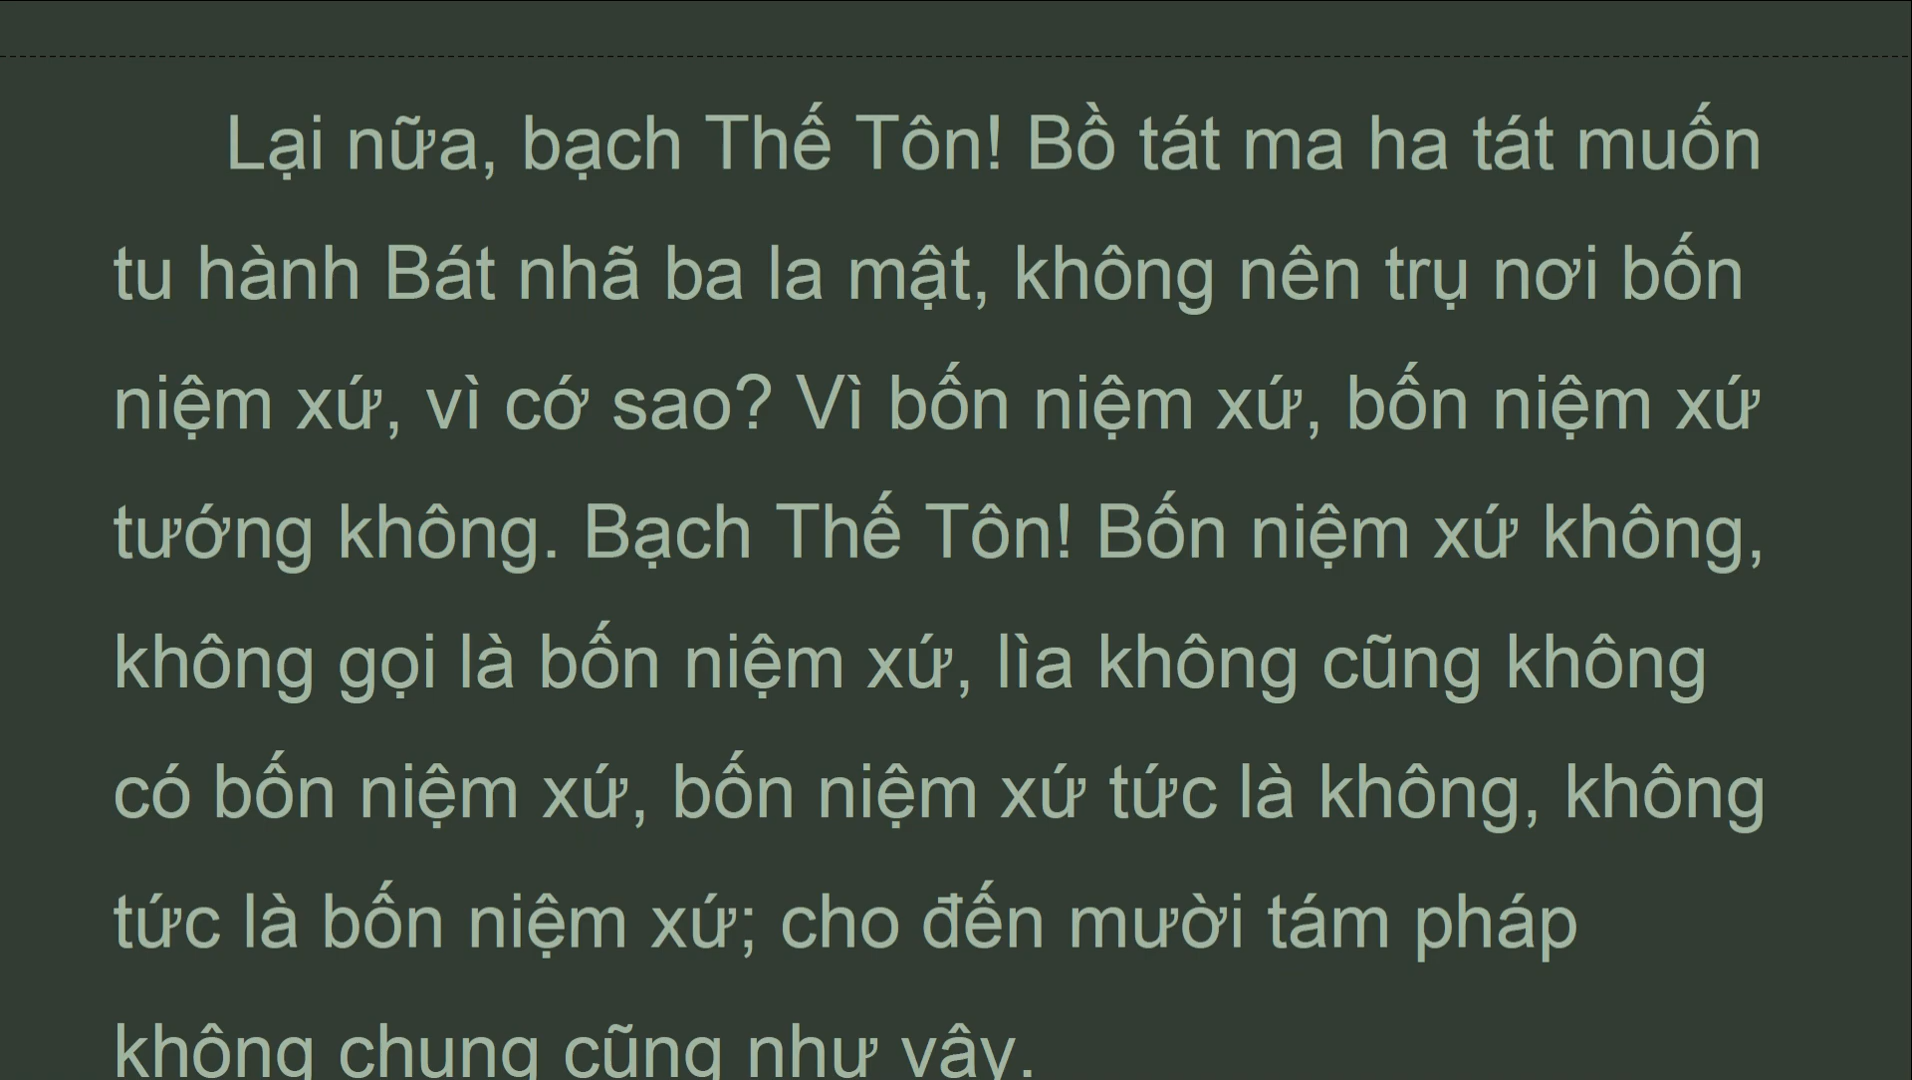 Lại nữa, bạch Thế Tôn! Bồ tát ma ha tát muốn
tu hành Bát nhã ba la mật, không nên trụ nơi bốn
niệm xứ, vì cớ sao? Vì bốn niệm xứ, bốn niệm xứ
tướng không. Bạch Thế Tôn! Bốn niệm xứ không,
không gọi là bốn niệm xứ, lìa không cũng không
có bốn niệm xứ, bốn niệm xứ tức là không, không
tức là bốn niệm xứ; cho đến mười tám pháp
không chung cũng như vậy.